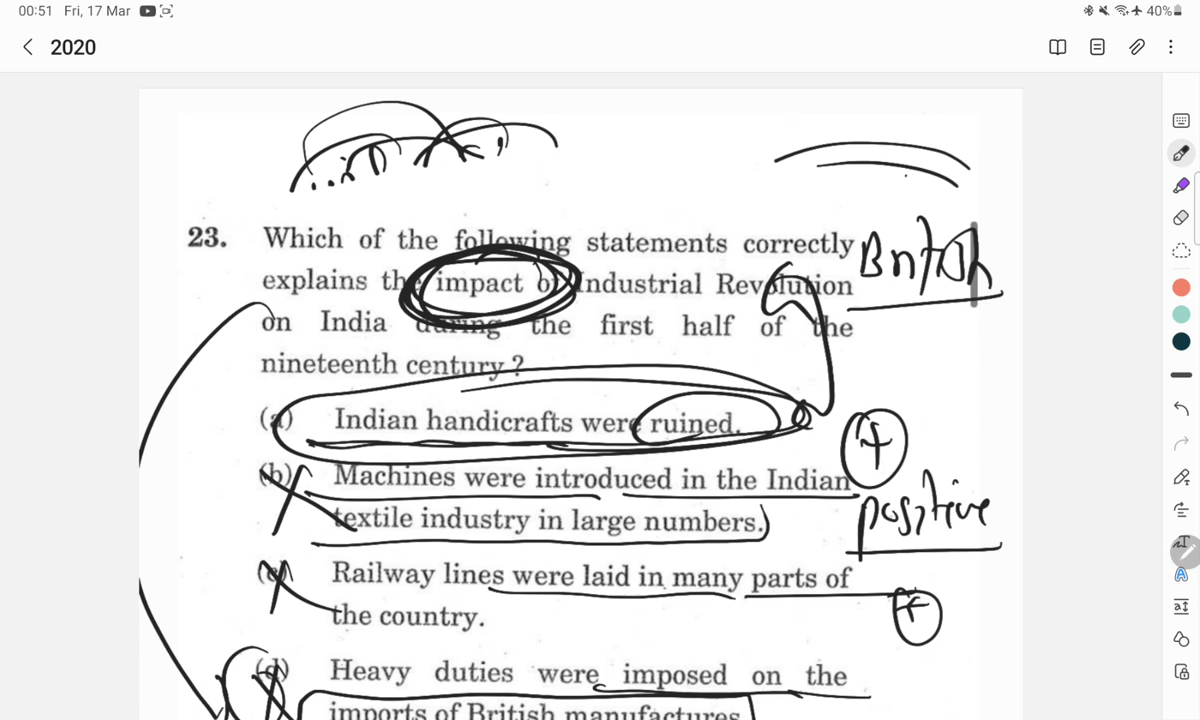 00:51 Fri, 17 Mar 40%
2020
23. Which of the following statements correctly
explains the impact of Industrial Revolution
on India during the first half of the
nineteenth century ?
British
(a) Indian handicrafts were ruined.
(b) Machines were introduced in the Indian
textile industry in large numbers.
+
positive
(c) Railway lines were laid in many parts of
the country.
+
(d) Heavy duties were imposed on the
imports of British manufactures.